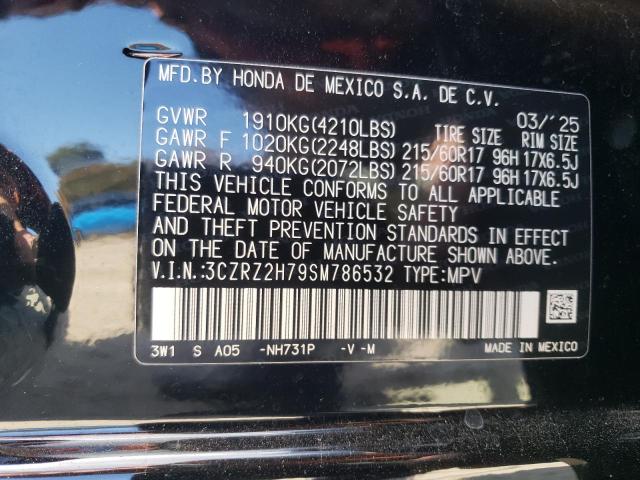 MFD.BY HONDA DE MEXICO S.A. DE C.V. 03/'25
GVWR 1910KG(4210LBS) TIRE SIZE RIM SIZE
GAWR F 1020KG(2248LBS) 215/60R17 96H 17X6.5J
GAWR R 940KG(2072LBS) 215/60R17 96H 17X6.5J
THIS VEHICLE CONFORMS TO ALL APPLICABLE
FEDERAL MOTOR VEHICLE SAFETY
AND THEFT PREVENTION STANDARDS IN EFFECT
ON THE DATE OF MANUFACTURE SHOWN ABOVE.
V.I.N.:3CZRZ2H79SM786532 TYPE:MPV
3W1 S A05 -NH731P -V -M MADE IN MEXICO